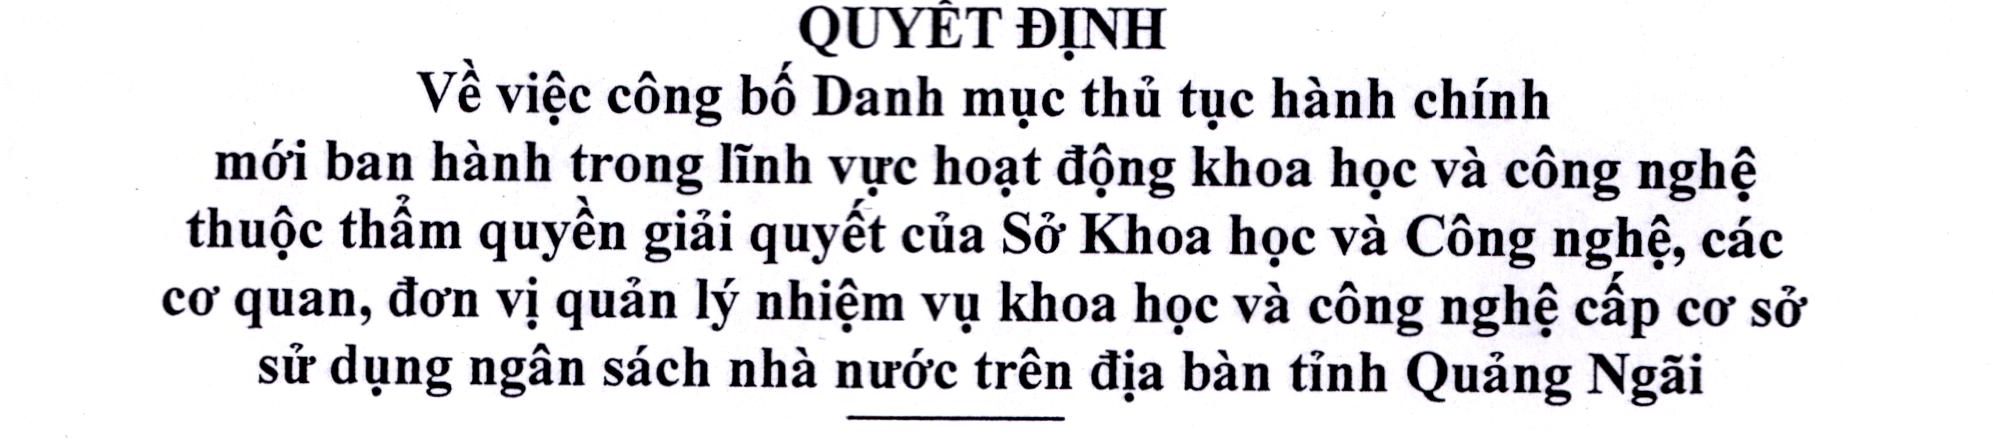 QUYẾT ĐỊNH
Về việc công bố Danh mục thủ tục hành chính
mới ban hành trong lĩnh vực hoạt động khoa học và công nghệ
thuộc thẩm quyền giải quyết của Sở Khoa học và Công nghệ, các
cơ quan, đơn vị quản lý nhiệm vụ khoa học và công nghệ cấp cơ sở
sử dụng ngân sách nhà nước trên địa bàn tỉnh Quảng Ngãi